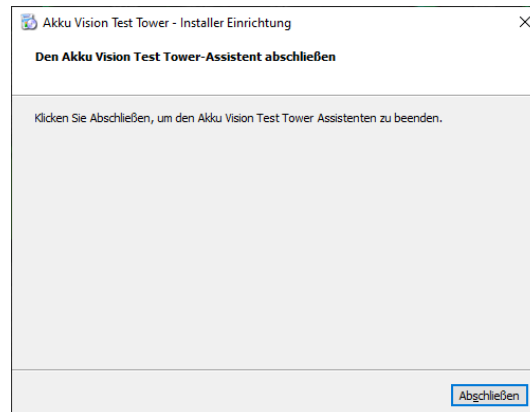 Akku Vision Test Tower - Installer Einrichtung
Den Akku Vision Test Tower-Assistent abschließen
Klicken Sie Abschließen, um den Akku Vision Test Tower Assistenten zu beenden.
Abschließen